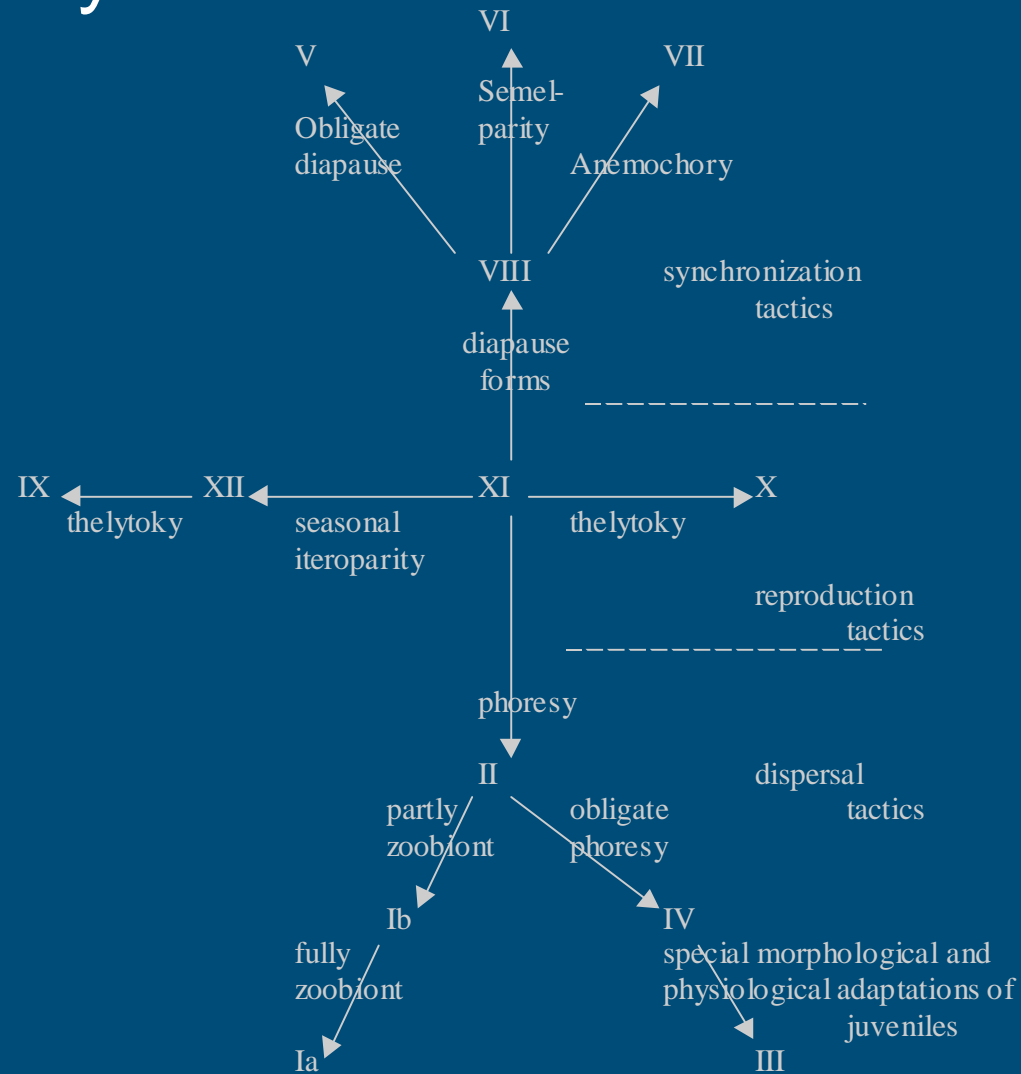 VI
V
VII
Semel-
parity
Obligate
diapause
Anemochory
VIII
synchronization
tactics
diapause
forms
IX
XII
XI
X
thelytoky
seasonal
iteroparity
thelytoky
reproduction
tactics
phoresy
II
dispersal
tactics
partly
zoobiont
obligate
phoresy
Ib
IV
fully
zoobiont
special morphological and
physiological adaptations of
juveniles
Ia
III